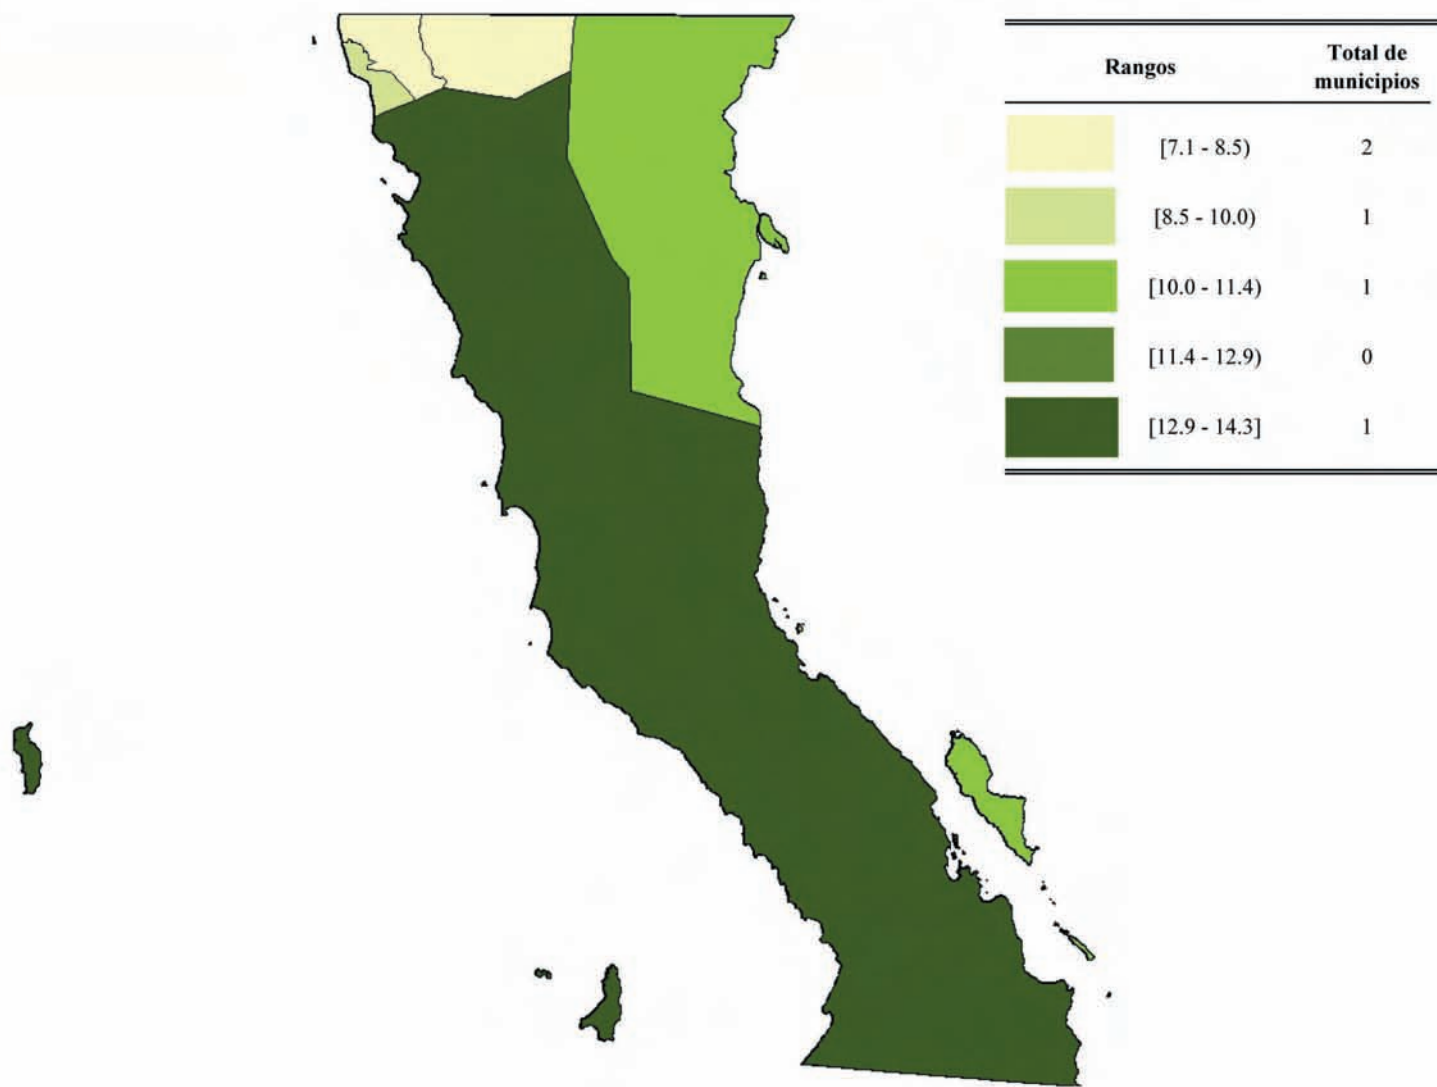 Rangos Total de
municipios
[7.1 - 8.5) 2
[8.5 - 10.0) 1
[10.0 - 11.4) 1
[11.4 - 12.9) 0
[12.9 - 14.3] 1